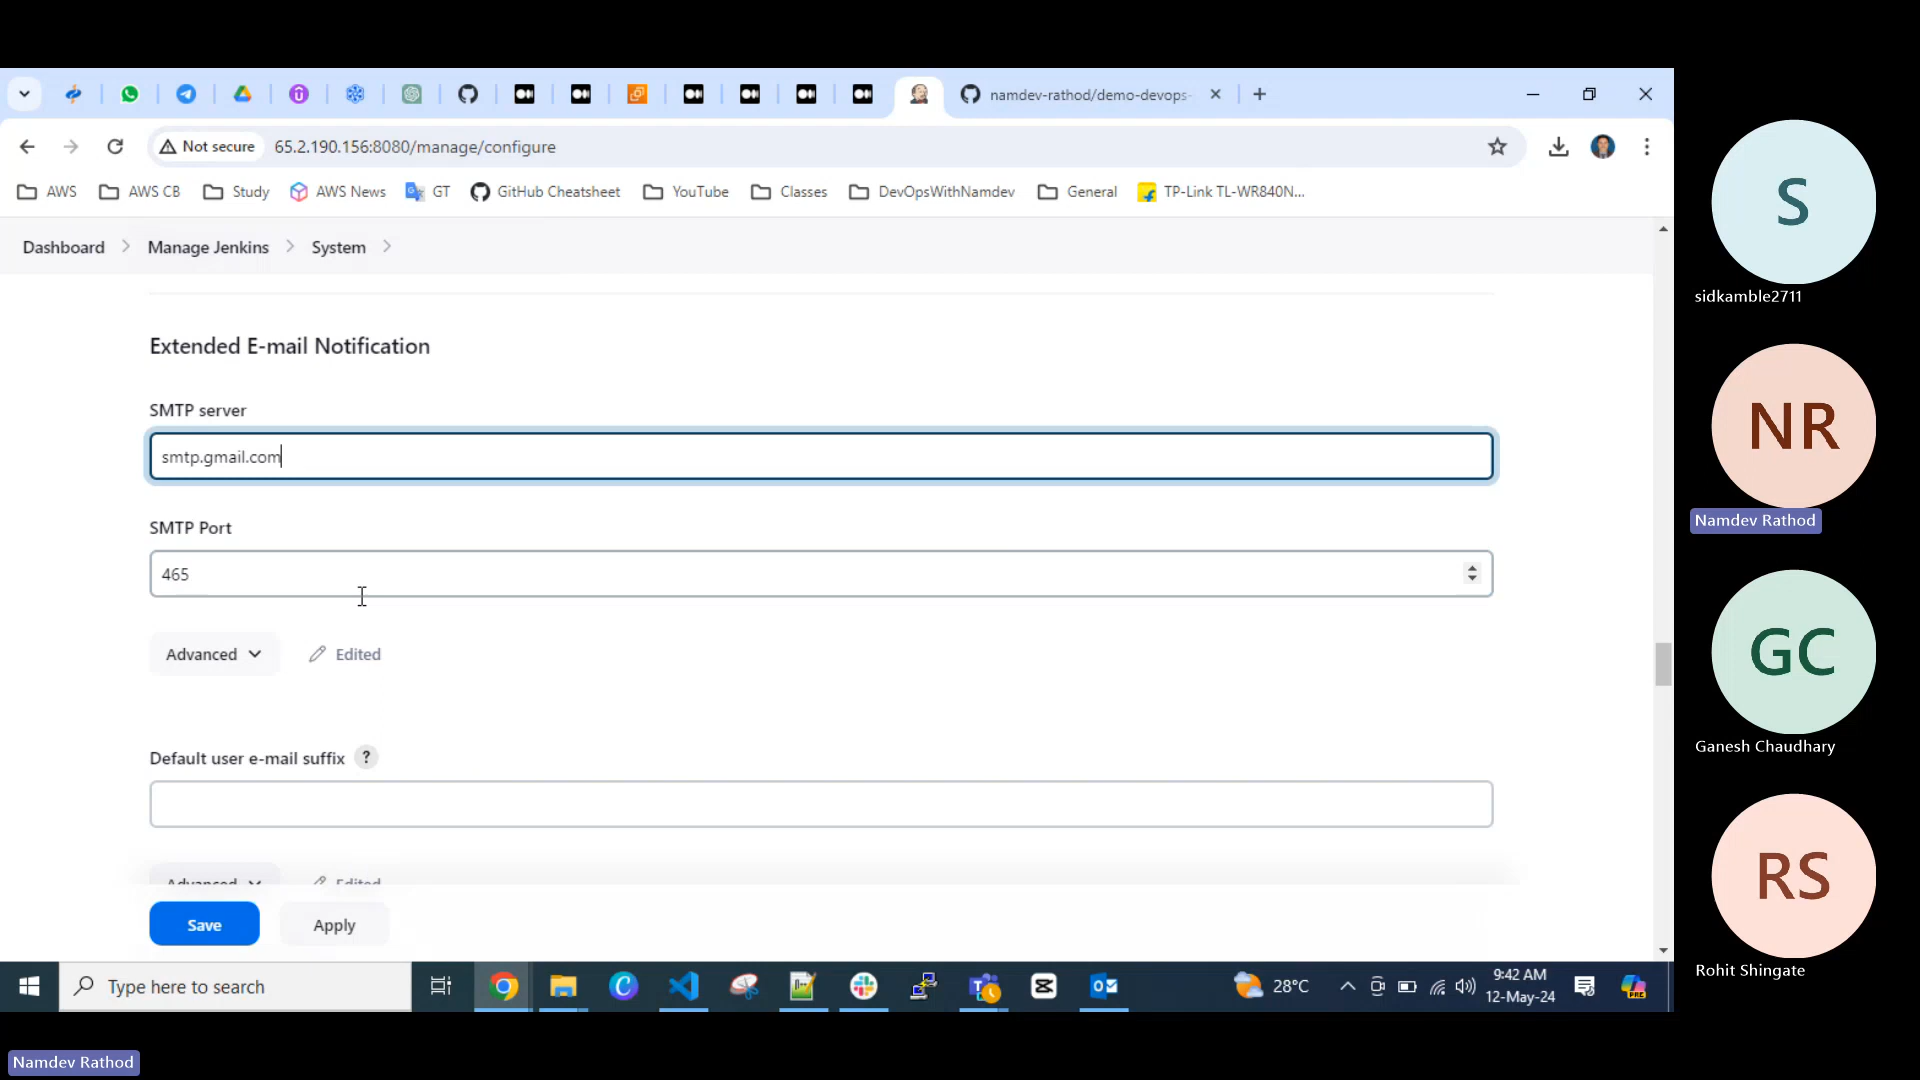 namdev-rathod/demo-devops-
Not secure
65.2.190.156:8080/manage/configure
AWS
AWS CB
Study
AWS News
GT
GitHub Cheatsheet
YouTube
Classes
DevOpsWithNamdev
General
TP-Link TL-WR840N...
Dashboard
Manage Jenkins
System
Extended E-mail Notification
SMTP server
smtp.gmail.com
SMTP Port
465
Advanced
Edited
Default user e-mail suffix ?
Advanced
Edited
Save
Apply
Type here to search
28°C
9:42 AM
12-May-24
S
sidkamble2711
NR
Namdev Rathod
GC
Ganesh Chaudhary
RS
Rohit Shingate
Namdev Rathod